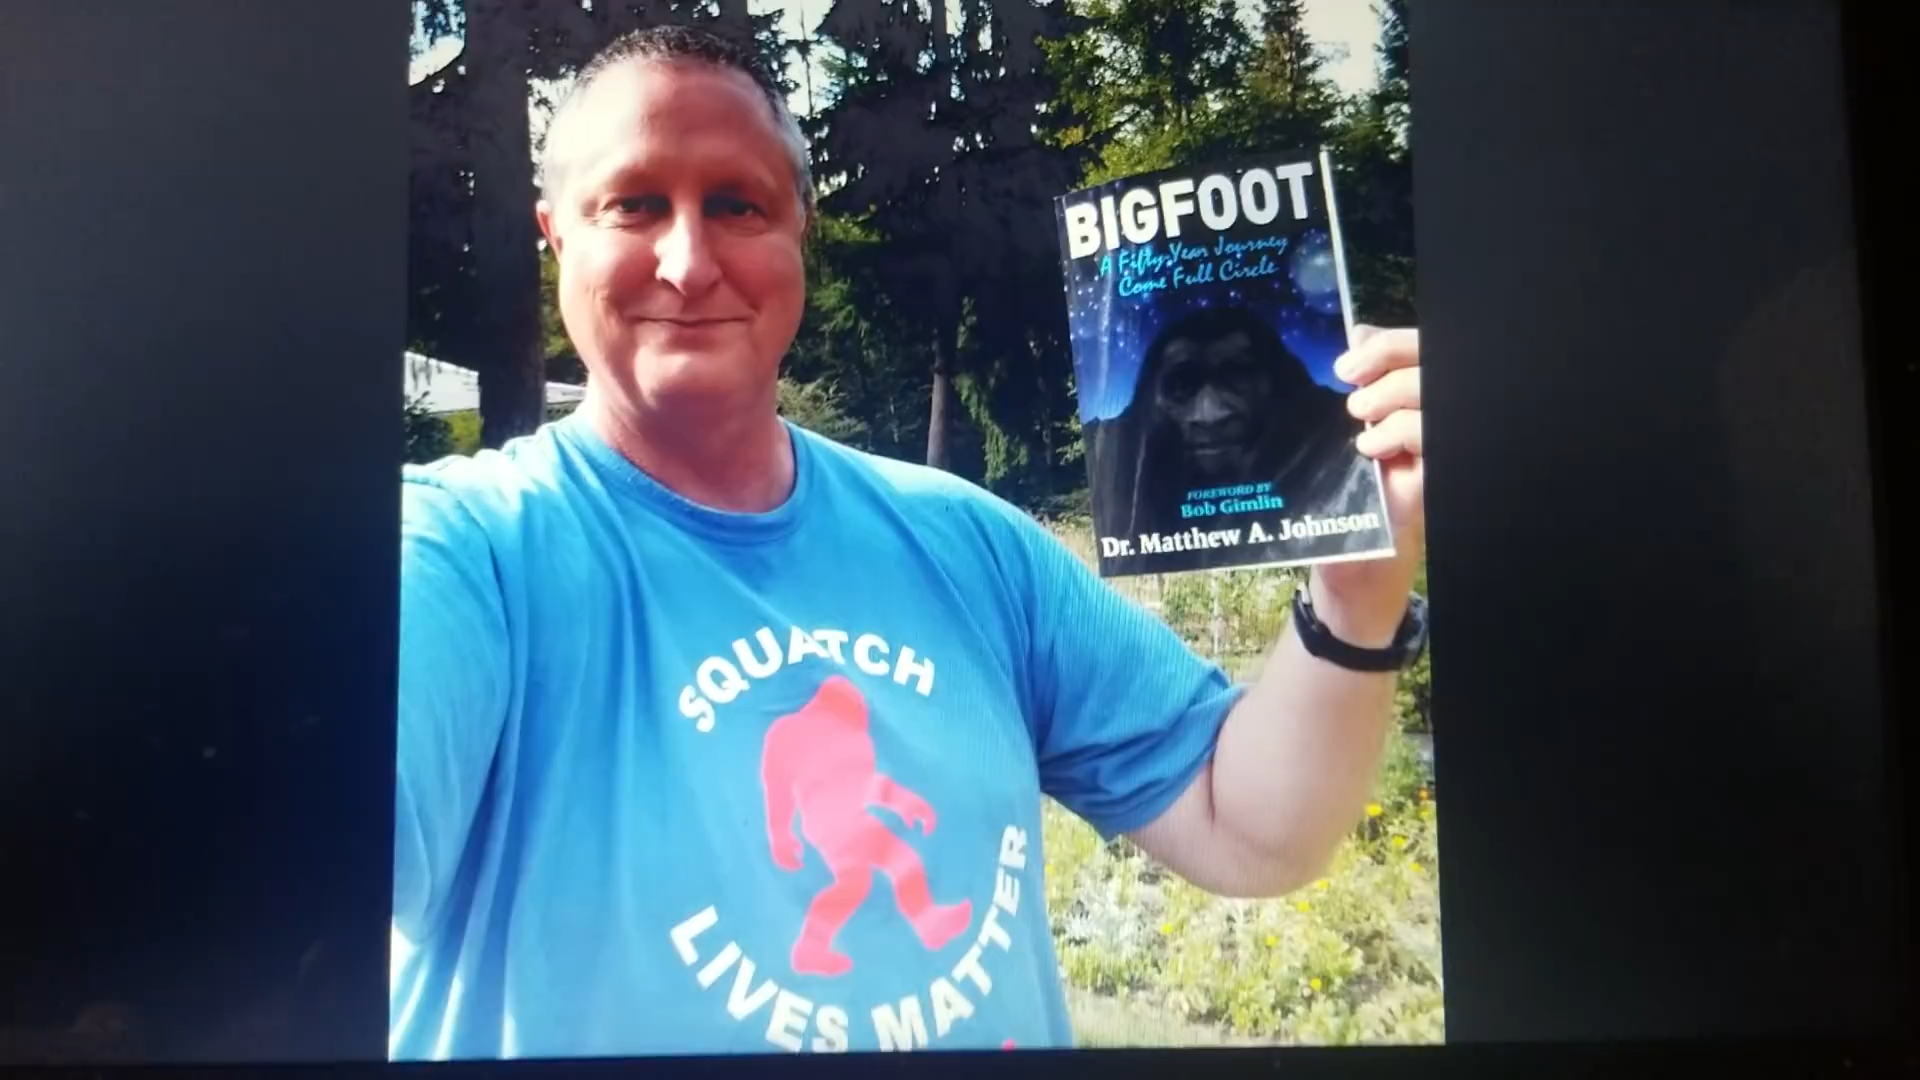 BIGFOOT
A Fifty-Year Journey
Come Full Circle
FOREWORD BY
Bob Gimlin
Dr. Matthew A. Johnson
SQUATCH
LIVES MATTER